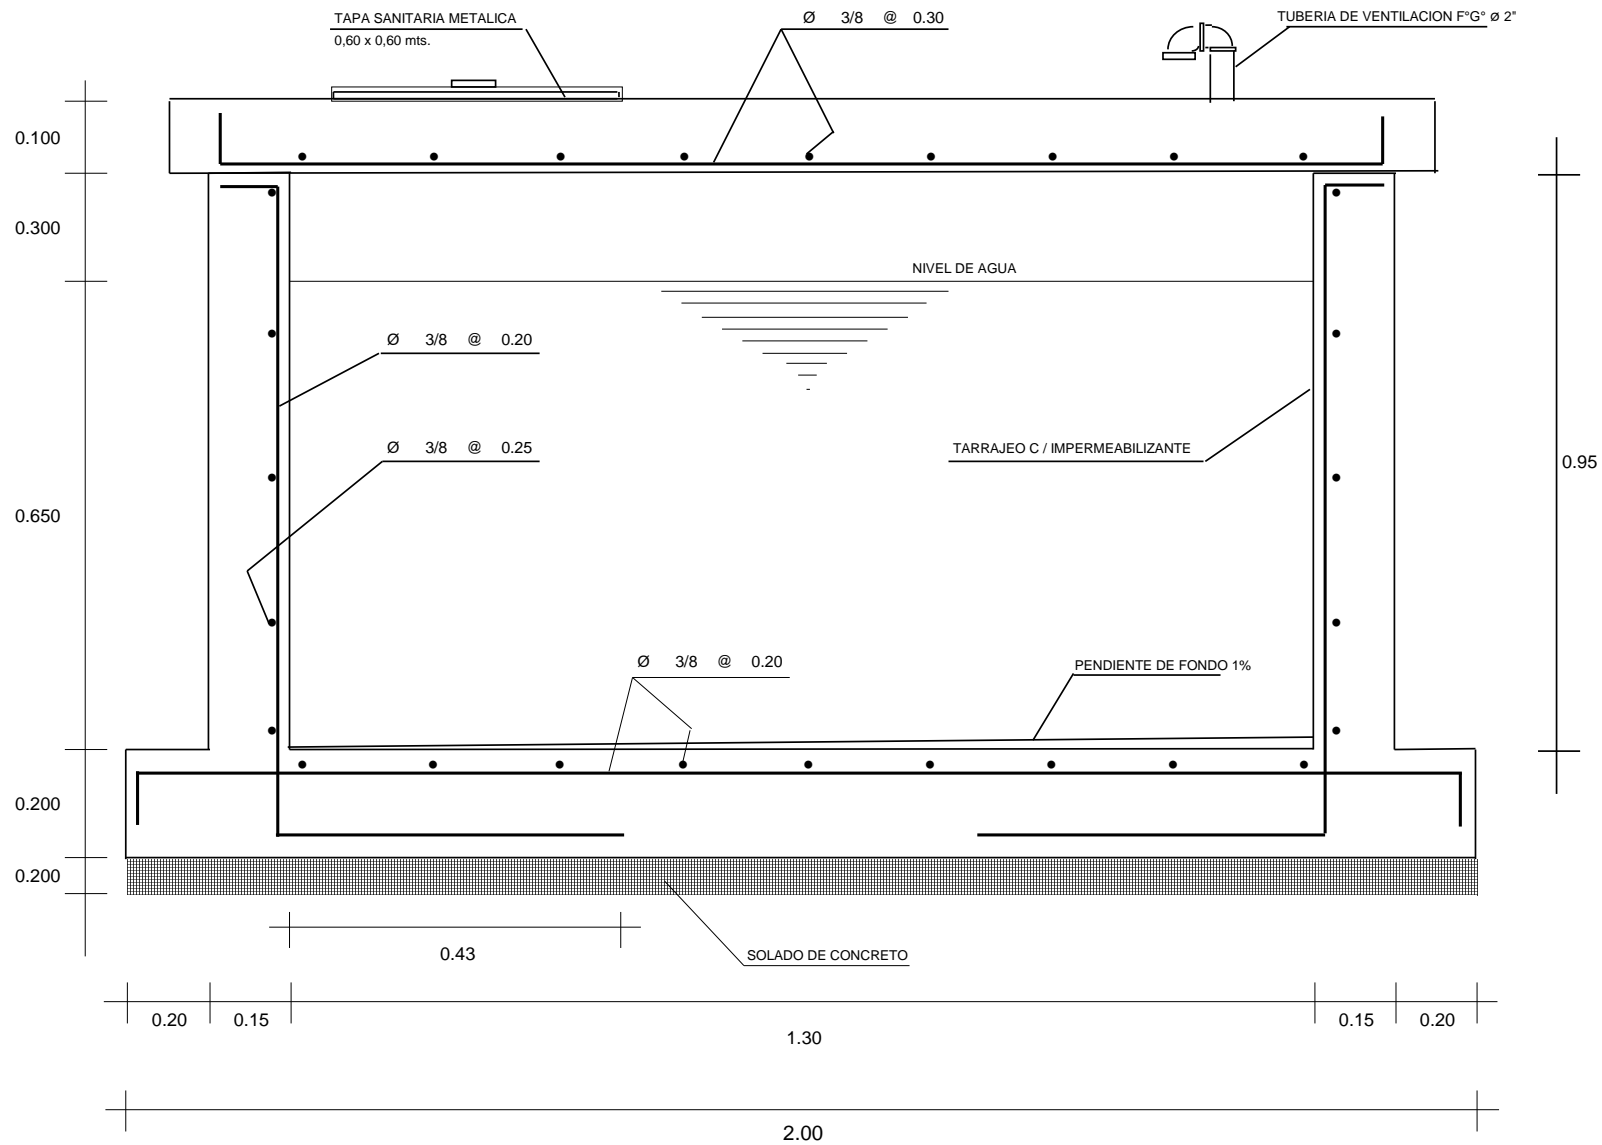 TAPA SANITARIA METALICA
0,60 x 0,60 mts.
Ø 3/8 @ 0.30
TUBERIA DE VENTILACION FºGº ø 2"
0.100
0.300
NIVEL DE AGUA
Ø 3/8 @ 0.20
Ø 3/8 @ 0.25
TARRAJEO C / IMPERMEABILIZANTE
0.95
0.650
Ø 3/8 @ 0.20
PENDIENTE DE FONDO 1%
0.200
0.200
0.43
SOLADO DE CONCRETO
0.20
0.15
1.30
0.15
0.20
2.00